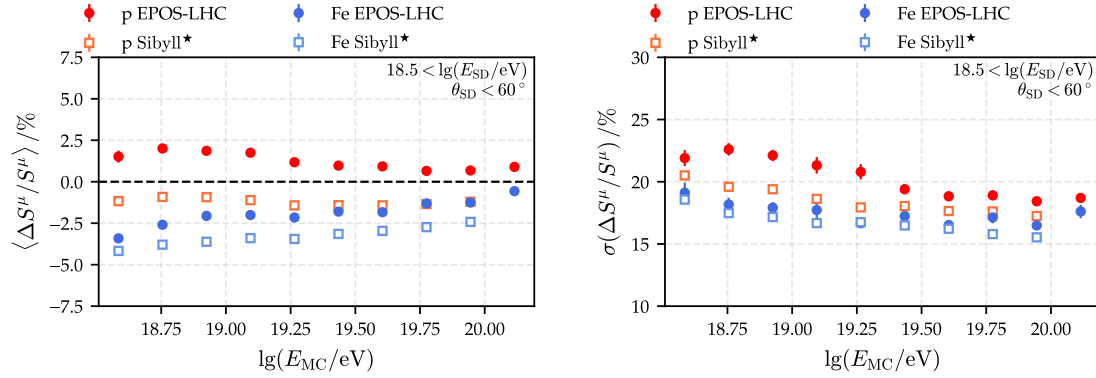 p EPOS-LHC
Fe EPOS-LHC
p Sibyll★
Fe Sibyll★
18.5 < lg(E_SD/eV)
θ_SD < 60°
7.5
5.0
2.5
0.0
−2.5
−5.0
−7.5
⟨ΔS^μ/S^μ⟩/%
18.75
19.00
19.25
19.50
19.75
20.00
lg(E_MC/eV)
p EPOS-LHC
Fe EPOS-LHC
p Sibyll★
Fe Sibyll★
18.5 < lg(E_SD/eV)
θ_SD < 60°
30
25
20
15
10
σ(ΔS^μ/S^μ)/%
18.75
19.00
19.25
19.50
19.75
20.00
lg(E_MC/eV)